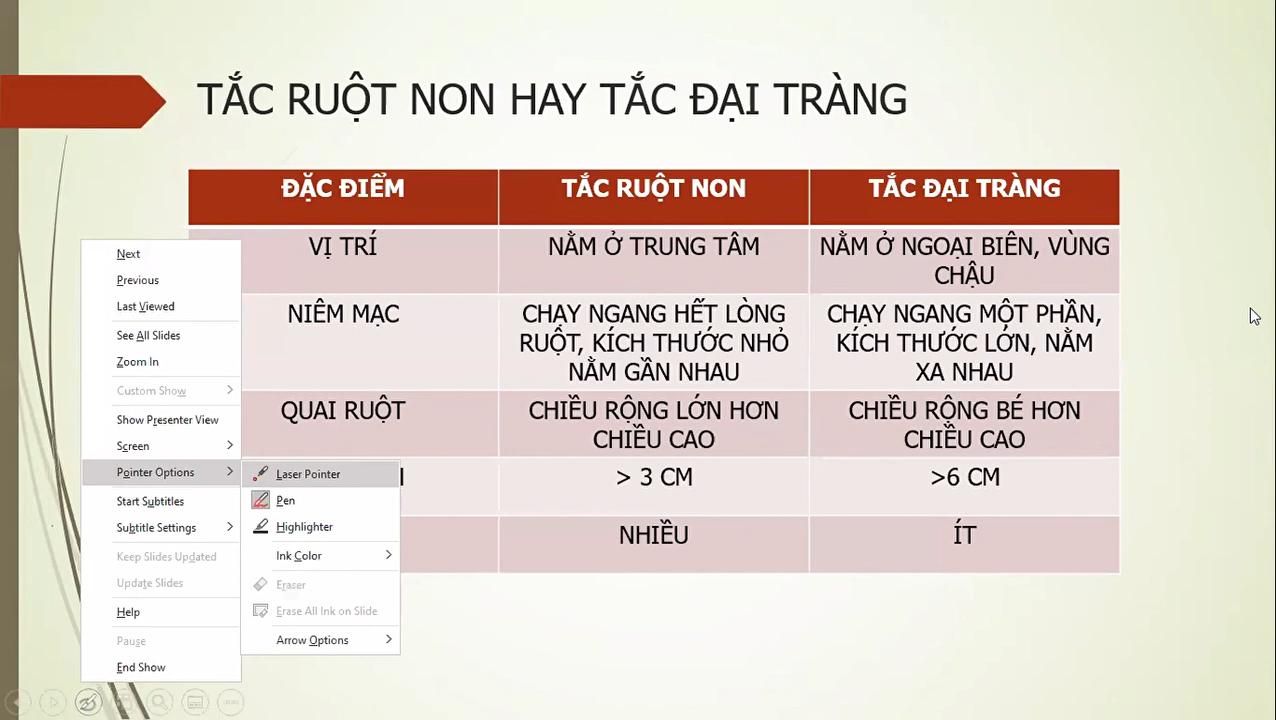 TẮC RUỘT NON HAY TẮC ĐẠI TRÀNG
ĐẶC ĐIỂM
TẮC RUỘT NON
TẮC ĐẠI TRÀNG
VỊ TRÍ
NẰM Ở TRUNG TÂM
NẰM Ở NGOẠI BIÊN, VÙNG
CHẬU
NIÊM MẠC
CHẠY NGANG HẾT LÒNG
RUỘT, KÍCH THƯỚC NHỎ
NẰM GẦN NHAU
CHẠY NGANG MỘT PHẦN,
KÍCH THƯỚC LỚN, NẰM
XA NHAU
QUAI RUỘT
CHIỀU RỘNG LỚN HƠN
CHIỀU CAO
CHIỀU RỘNG BÉ HƠN
CHIỀU CAO
> 3 CM
>6 CM
NHIỀU
ÍT
Next
Previous
Last Viewed
See All Slides
Zoom In
Custom Show
Show Presenter View
Screen
Pointer Options
Start Subtitles
Subtitle Settings
Keep Slides Updated
Update Slides
Help
Pause
End Show
Laser Pointer
Pen
Highlighter
Ink Color
Eraser
Erase All Ink on Slide
Arrow Options